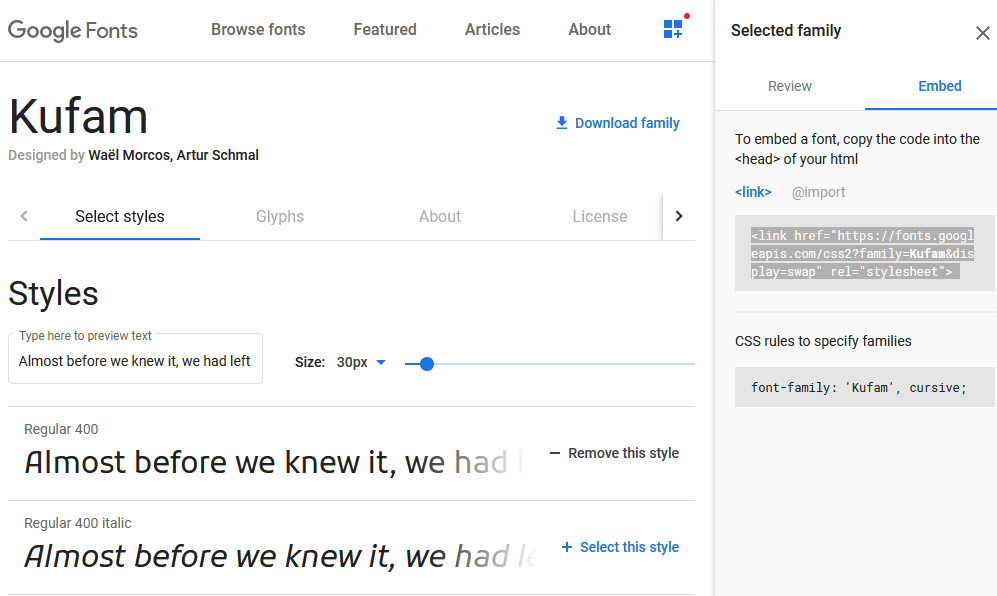 Google Fonts
Browse fonts
Featured
Articles
About
Kufam
Download family
Designed by Waël Morcos, Artur Schmal
Select styles
Glyphs
About
License
Styles
Type here to preview text
Almost before we knew it, we had left
Size: 30px
Regular 400
Almost before we knew it, we had
Remove this style
Regular 400 italic
Almost before we knew it, we had le
Select this style
Selected family
Review
Embed
To embed a font, copy the code into the
<head> of your html
<link>
@import
<link href="https://fonts.googl
eapis.com/css2?family=Kufam&dis
play=swap" rel="stylesheet">
CSS rules to specify families
font-family: 'Kufam', cursive;